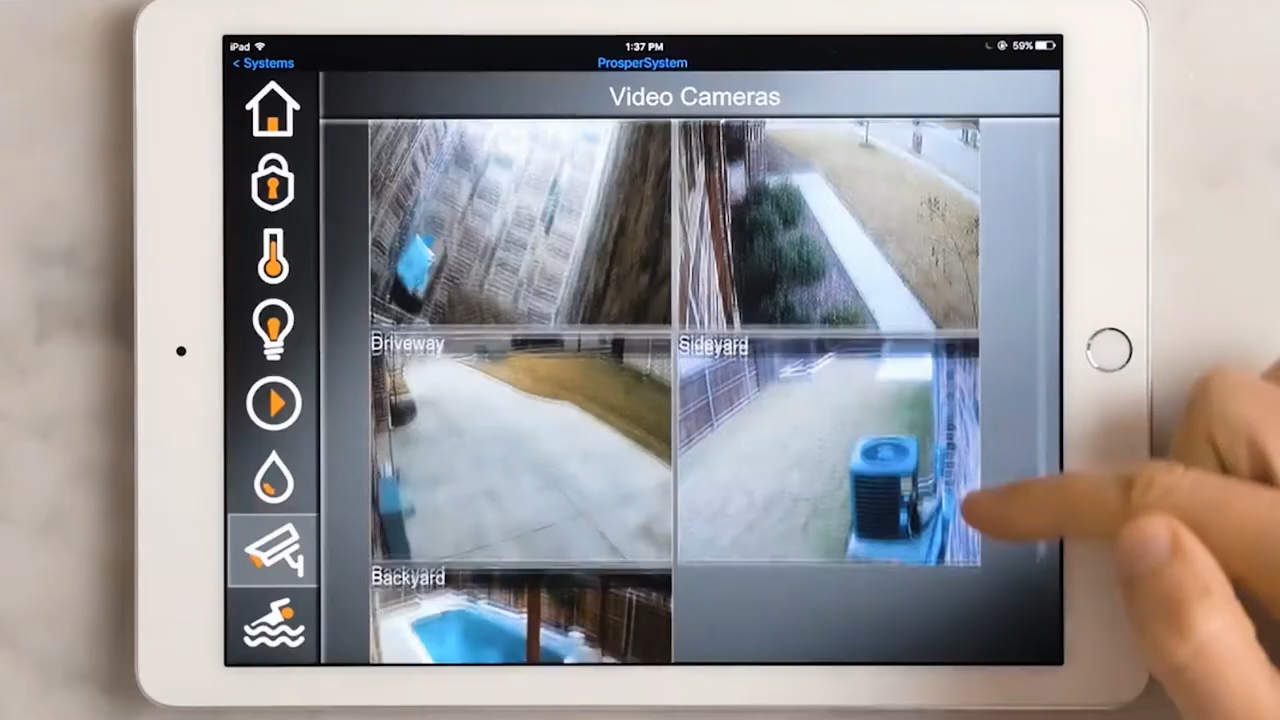 iPad 1:37 PM 59%
< Systems ProsperSystem
Video Cameras
Driveway Sideyard
Backyard